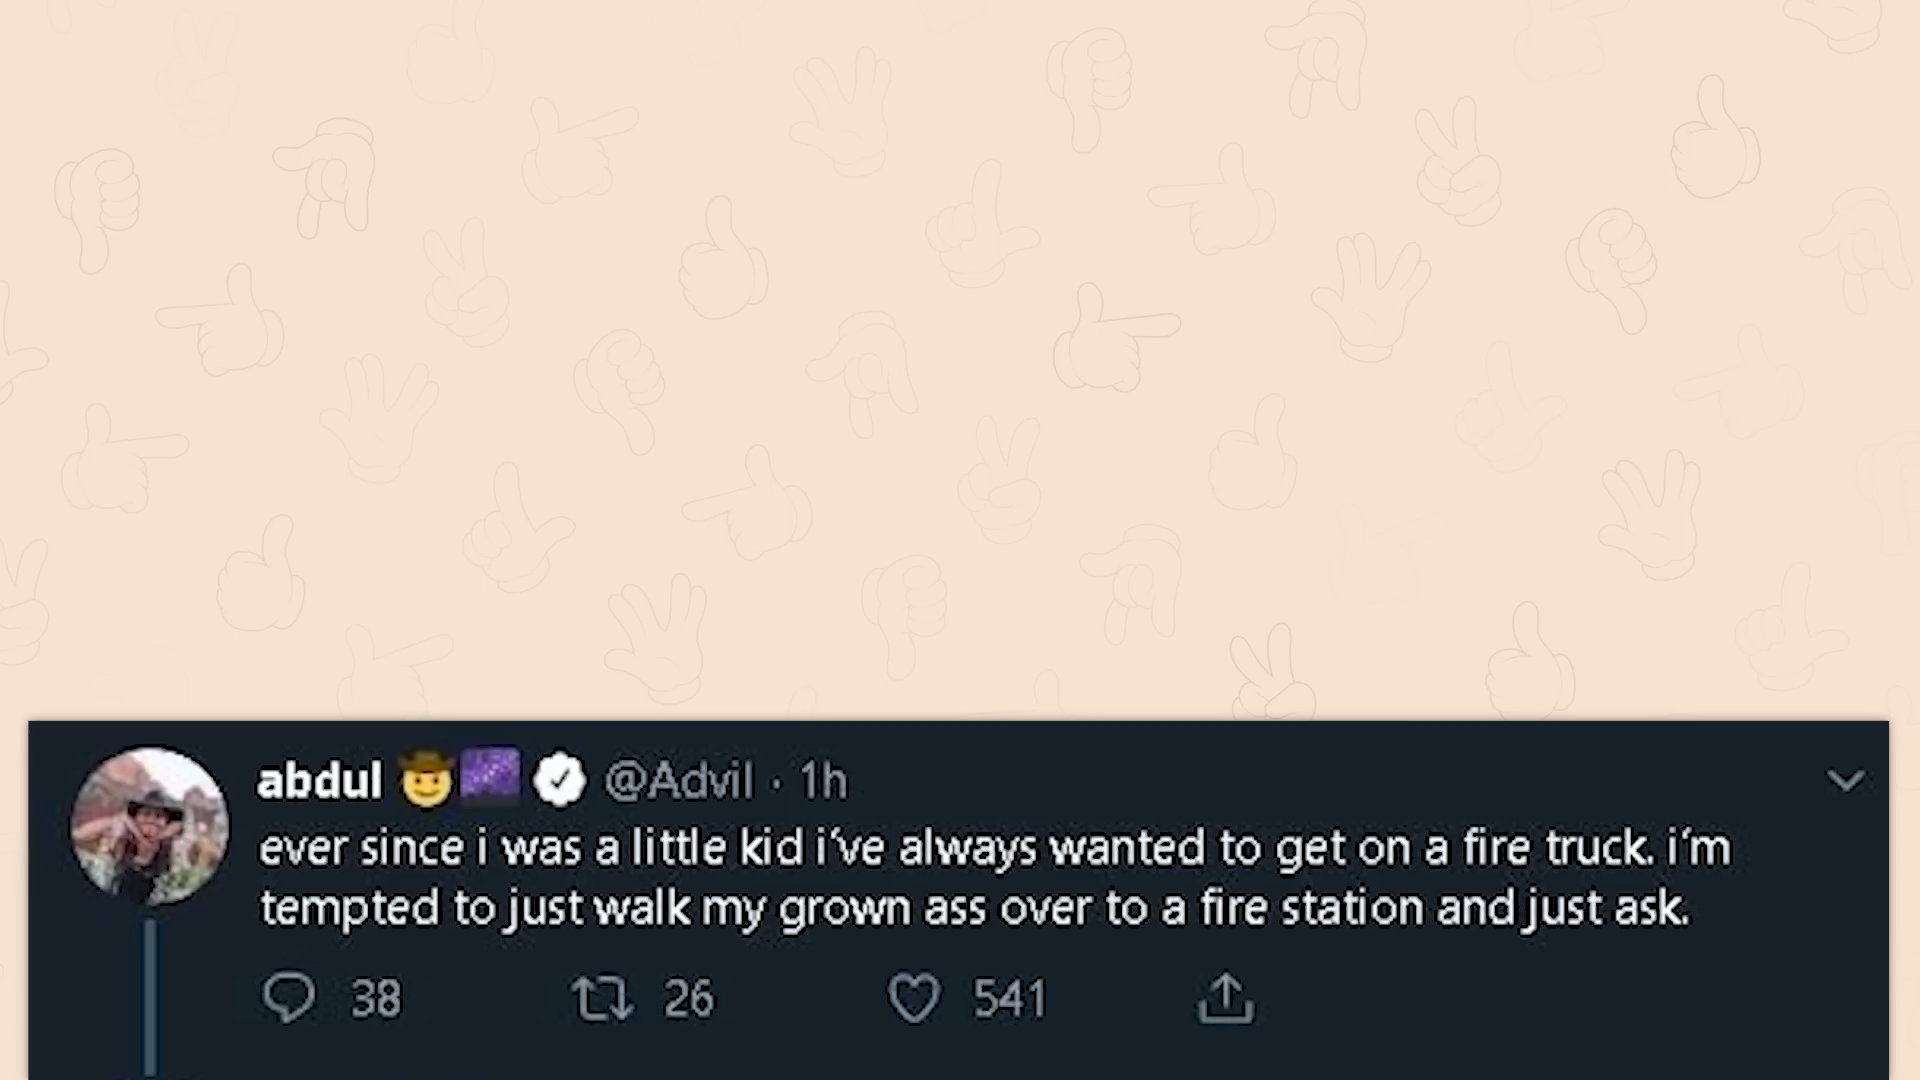 abdul 🤠🌌 @Advil · 1h
ever since i was a little kid i've always wanted to get on a fire truck. i'm
tempted to just walk my grown ass over to a fire station and just ask.
38 26 541